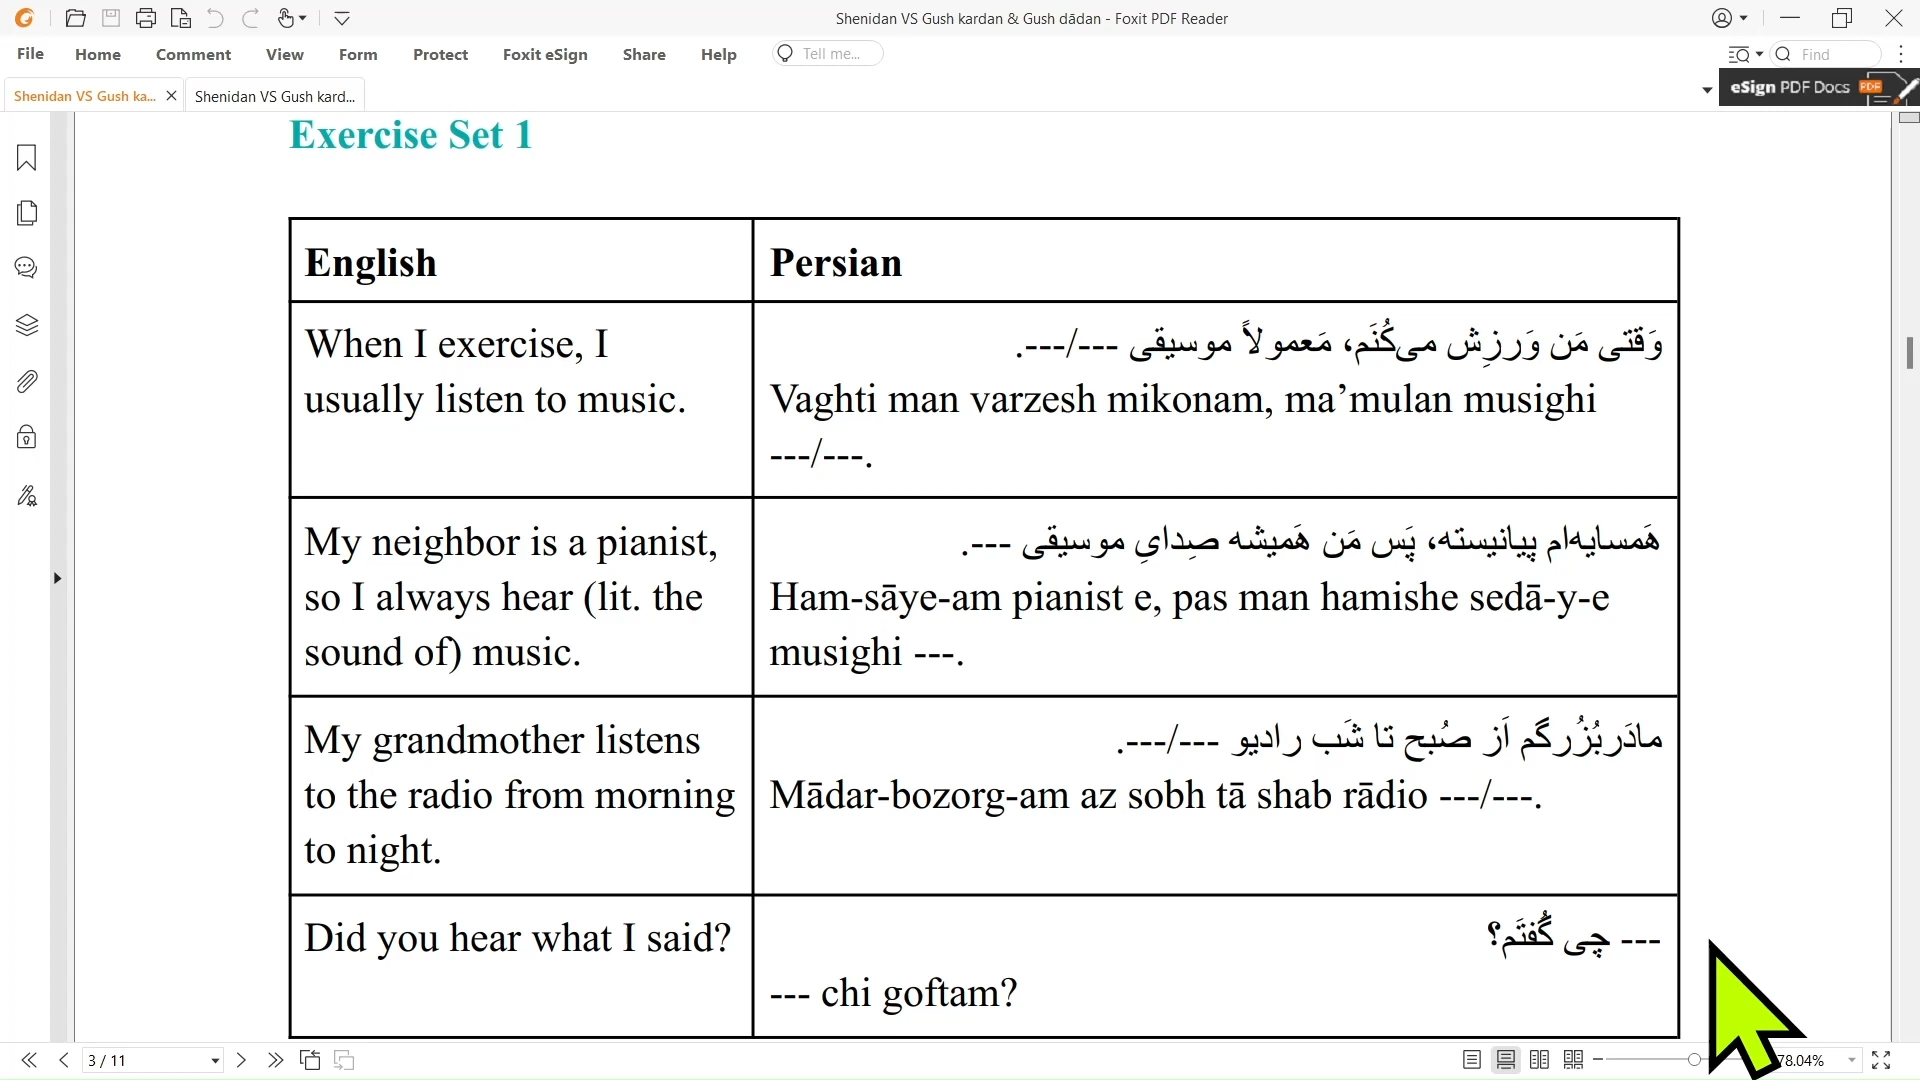 Shenidan VS Gush kardan & Gush dādan - Foxit PDF Reader
File Home Comment View Form Protect Foxit eSign Share Help Tell me... Find
Shenidan VS Gush ka... Shenidan VS Gush kard... eSign PDF Docs PDF
Exercise Set 1
English
Persian
When I exercise, I
usually listen to music.
وَقتی مَن وَرزِش می‌کُنَم، مَعمولاً موسیقی ---/---.
Vaghti man varzesh mikonam, ma’mulan musighi
---/---.
My neighbor is a pianist,
so I always hear (lit. the
sound of) music.
هَمسایه‌ام پیانیسته، پَس مَن هَمیشه صِدایِ موسیقی ---.
Ham-sāye-am pianist e, pas man hamishe sedā-y-e
musighi ---.
My grandmother listens
to the radio from morning
to night.
مادَربُزُرگم اَز صُبح تا شَب رادیو ---/---.
Mādar-bozorg-am az sobh tā shab rādio ---/---.
Did you hear what I said?
--- چی گُفتَم؟
--- chi goftam?
3 / 11 78.04%